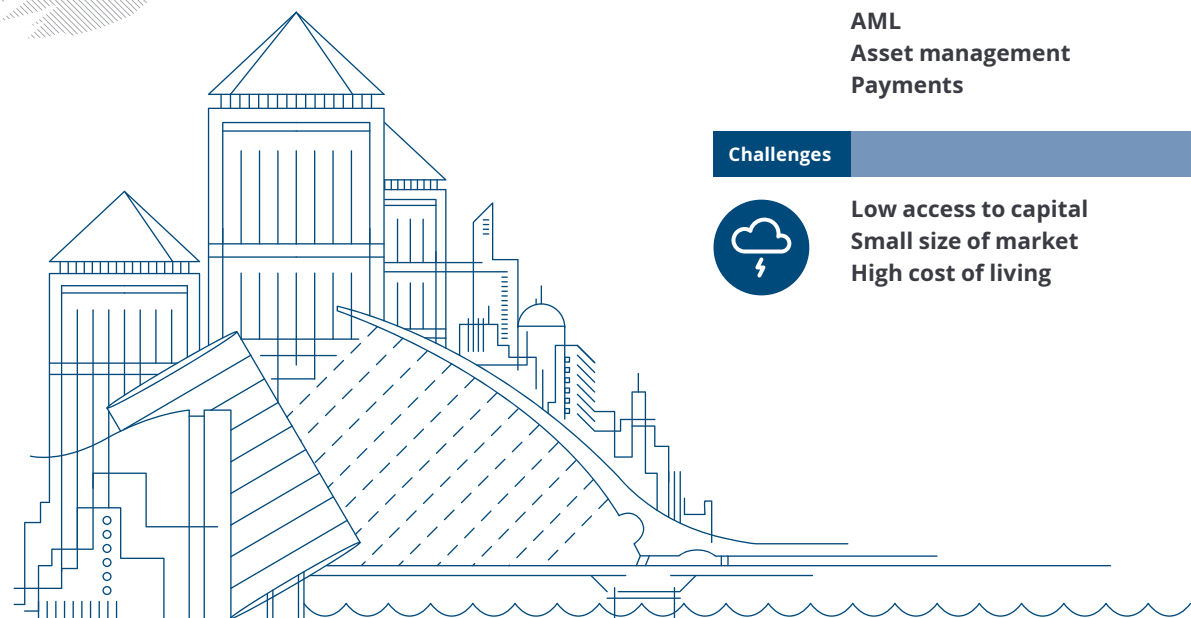 AML
Asset management
Payments
Challenges
Low access to capital
Small size of market
High cost of living